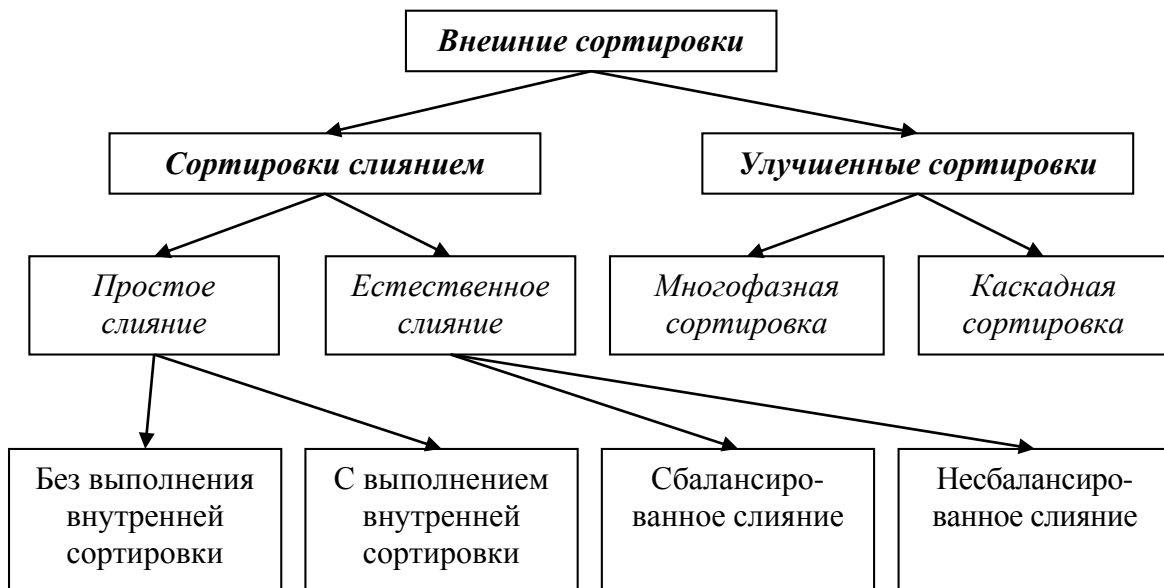 Внешние сортировки
Сортировки слиянием
Улучшенные сортировки
Простое
слияние
Естественное
слияние
Многофазная
сортировка
Каскадная
сортировка
Без выполнения
внутренней
сортировки
С выполнением
внутренней
сортировки
Сбалансиро-
ванное слияние
Несбалансиро-
ванное слияние